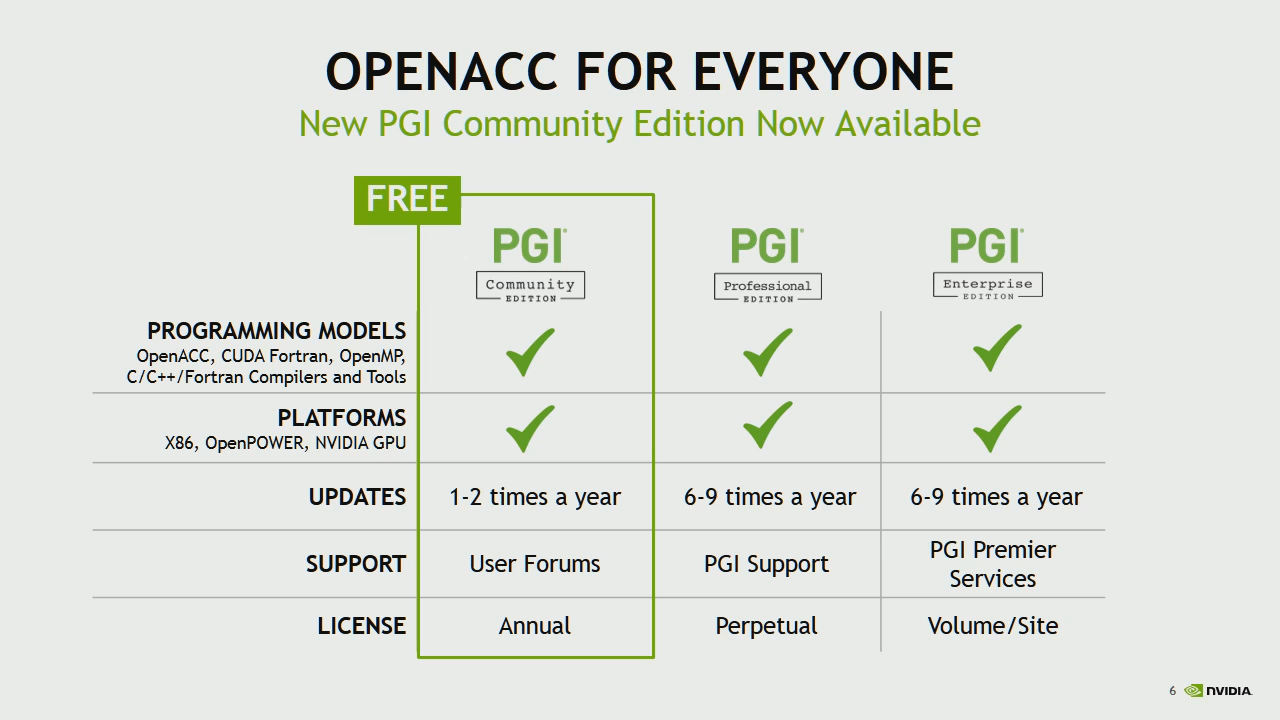 OPENACC FOR EVERYONE
New PGI Community Edition Now Available
FREE
PGI®
Community
EDITION
PGI®
Professional
EDITION
PGI®
Enterprise
EDITION
PROGRAMMING MODELS
OpenACC, CUDA Fortran, OpenMP,
C/C++/Fortran Compilers and Tools
PLATFORMS
X86, OpenPOWER, NVIDIA GPU
UPDATES
1-2 times a year
6-9 times a year
6-9 times a year
SUPPORT
User Forums
PGI Support
PGI Premier
Services
LICENSE
Annual
Perpetual
Volume/Site
6
NVIDIA.